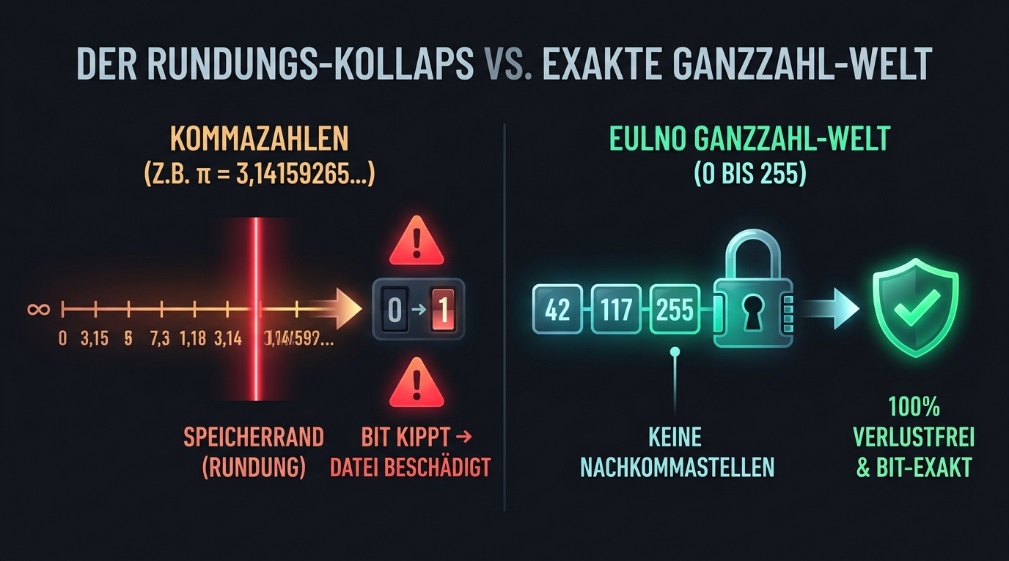 DER RUNDUNGS-KOLLAPS VS. EXAKTE GANZZAHL-WELT
KOMMAZAHLEN
(Z.B. π = 3,14159265...)
∞
0 3,15 5 7,3 1,18 3,14
0 → 1
SPEICHERRAND
(RUNDUNG)
BIT KIPPT →
DATEI BESCHÄDIGT
EULNO GANZZAHL-WELT
(0 BIS 255)
42 117 255
KEINE
NACHKOMMASTELLEN
100%
VERLUSTFREI
& BIT-EXAKT